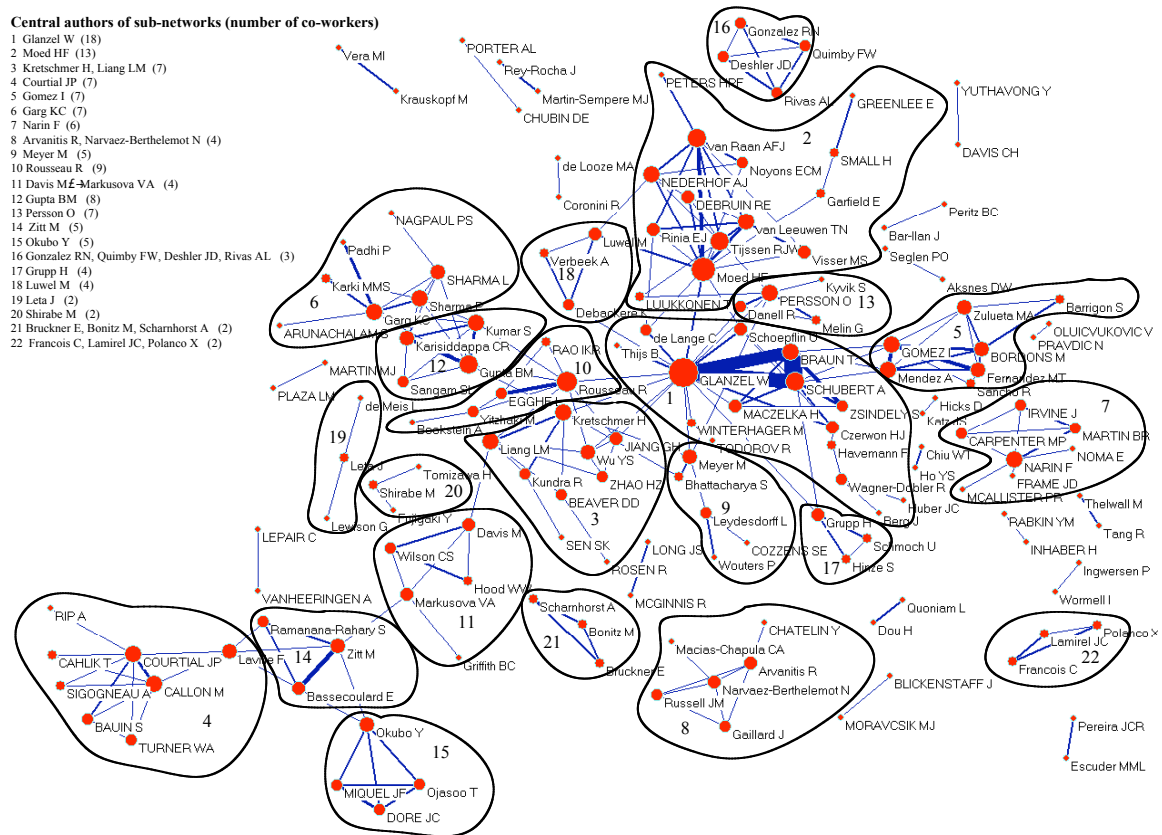 Central authors of sub-networks (number of co-workers)
1 Glanzel W (18)
2 Moed HF (13)
3 Kretschmer H, Liang LM (7)
4 Courtial JP (7)
5 Gomez I (7)
6 Garg KC (7)
7 Narin F (6)
8 Arvanitis R, Narvaez-Berthelemot N (4)
9 Meyer M (5)
10 Rousseau R (9)
11 Davis M£-Markusova VA (4)
12 Gupta BM (8)
13 Persson O (7)
14 Zitt M (5)
15 Okubo Y (5)
16 Gonzalez RN, Quimby FW, Deshler JD, Rivas AL (3)
17 Grupp H (4)
18 Luwel M (4)
19 Leta J (2)
20 Shirabe M (2)
21 Bruckner E, Bonitz M, Scharnhorst A (2)
22 Francois C, Lamirel JC, Polanco X (2)
Vera MI
Krauskopf M
PORTER AL
Rey-Rocha J
Martin-Sempere MJ
CHUBIN DE
16
Gonzalez RN
Quimby FW
Deshler JD
Rivas AL
PETERS HPF
GREENLEE E
2
van Raan AFJ
SMALL H
Noyons ECM
NEDERHOF AJ
DEBRUIN RE
Garfield E
van Leeuwen TN
Rinia EJ
Tijssen RJW
Visser MS
Moed HF
LUUKKONEN T
YUTHAVONG Y
DAVIS CH
de Looze MA
Coronini R
Peritz BC
Bar-Ilan J
Seglen PO
Aksnes DW
NAGPAUL PS
Padhi P
SHARMA L
Karki MMS
6
Sharma P
Garg KC
ARUNACHALAM S
Luwel M
Verbeek A
18
Debackere K
Kyvik S
PERSSON O
13
Danell R
Melin G
Barrigon S
Zulueta MA
5
OLUICVUKOVIC V
PRAVDIC N
GOMEZ I
BORDONS M
Mendez A
Fernandez MT
Sancho R
Kumar S
Karisiddappa CR
12
Gupta BM
Sangam SL
RAO IKR
10
Rousseau R
EGGHE L
Yitzhaki M
Bookstein A
de Lange C
Schoepflin U
Thijs B
BRAUN T
GLANZEL W
1
SCHUBERT A
MACZELKA H
ZSINDELY S
WINTERHAGER M
Czerwon HJ
TODOROV R
Havemann F
Wagner-Dobler R
Huber JC
Berg J
MARTIN MJ
PLAZA LM
de Meis L
19
Leta J
Lewison G
Tomizawa H
Shirabe M
20
Fujigaki Y
Kretschmer H
Liang LM
JIANG GH
Wu YS
Kundra R
ZHAO HZ
BEAVER DD
3
SEN SK
ROSEN R
Meyer M
Bhattacharya S
9
Leydesdorff L
COZZENS SE
Wouters P
Hicks D
Katz JS
Chiu WT
Ho YS
7
IRVINE J
CARPENTER MP
MARTIN BR
NARIN F
NOMA E
FRAME JD
MCALLISTER PR
Thelwall M
Tang R
RABKIN YM
INHABER H
Grupp H
Schmoch U
17
Hinze S
Davis M
Wilson CS
Hood WW
Markusova VA
11
Griffith BC
LEPAIR C
VANHEERINGEN A
LONG JS
MCGINNIS R
Ingwersen P
Wormell I
Scharnhorst A
Bonitz M
21
Bruckner E
Quoniam L
Dou H
RIP A
CAHLIK T
COURTIAL JP
SIGOGNEAU A
CALLON M
BAUIN S
4
TURNER WA
Laville F
Ramanana-Rahary S
14
Zitt M
Bassecoulard E
CHATELIN Y
Macias-Chapula CA
Arvanitis R
Narvaez-Berthelemot N
Russell JM
8
Gaillard J
BLICKENSTAFF J
MORAVCSIK MJ
Polanco X
Lamirel JC
Francois C
22
Okubo Y
15
MIQUEL JF
Ojasoo T
DORE JC
Pereira JCR
Escuder MML